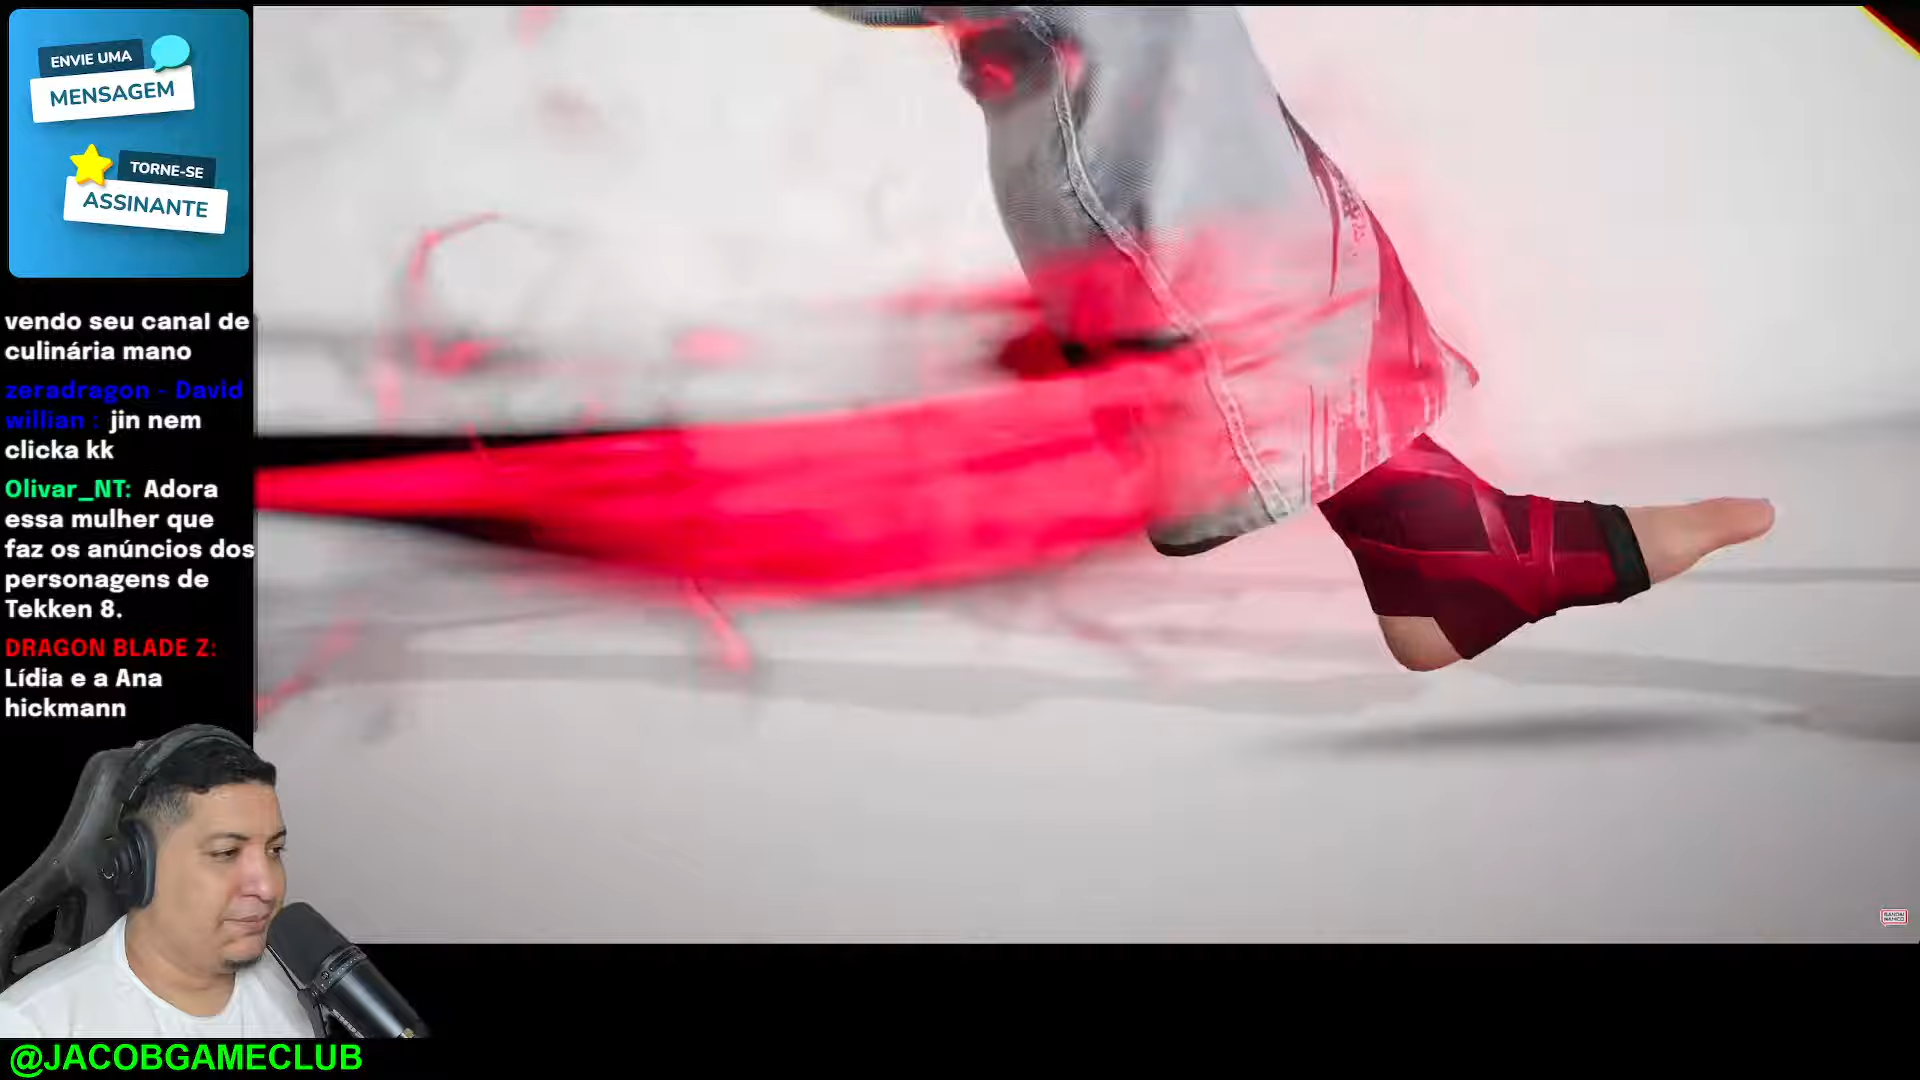 ENVIE UMA
MENSAGEM
TORNE-SE
ASSINANTE
vendo seu canal de
culinária mano
zeradragon - David
willian : jin nem
clicka kk
Olivar_NT: Adora
essa mulher que
faz os anúncios dos
personagens de
Tekken 8.
DRAGON BLADE Z:
Lídia e a Ana
hickmann
@JACOBGAMECLUB
BANDAI
NAMCO